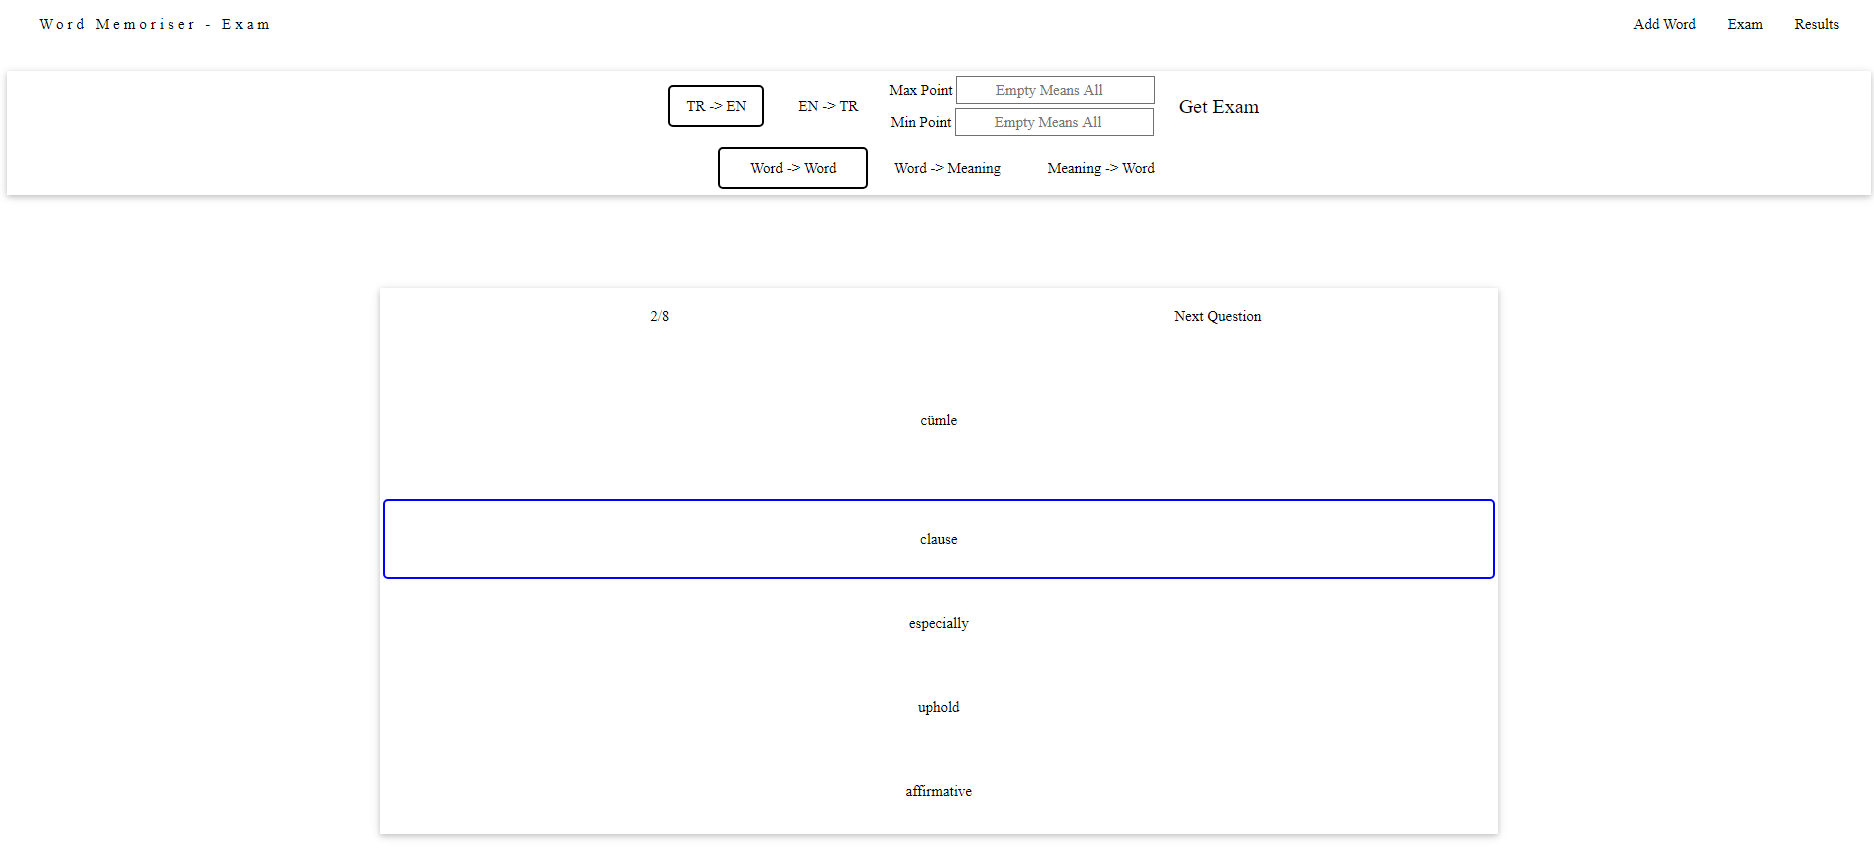 Word Memoriser - Exam
Add Word Exam Results
TR -> EN EN -> TR Max Point Empty Means All Get Exam
Min Point Empty Means All
Word -> Word Word -> Meaning Meaning -> Word
2/8 Next Question
cümle
clause
especially
uphold
affirmative